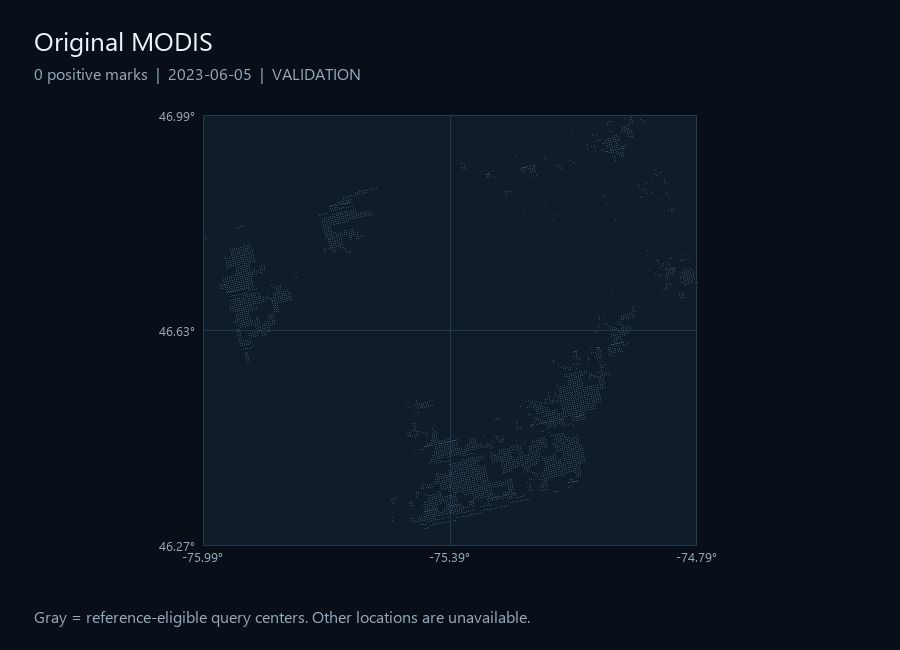 Original MODIS
0 positive marks | 2023-06-05 | VALIDATION
46.99°
46.63°
46.27°
-75.99°
-75.39°
-74.79°
Gray = reference-eligible query centers. Other locations are unavailable.